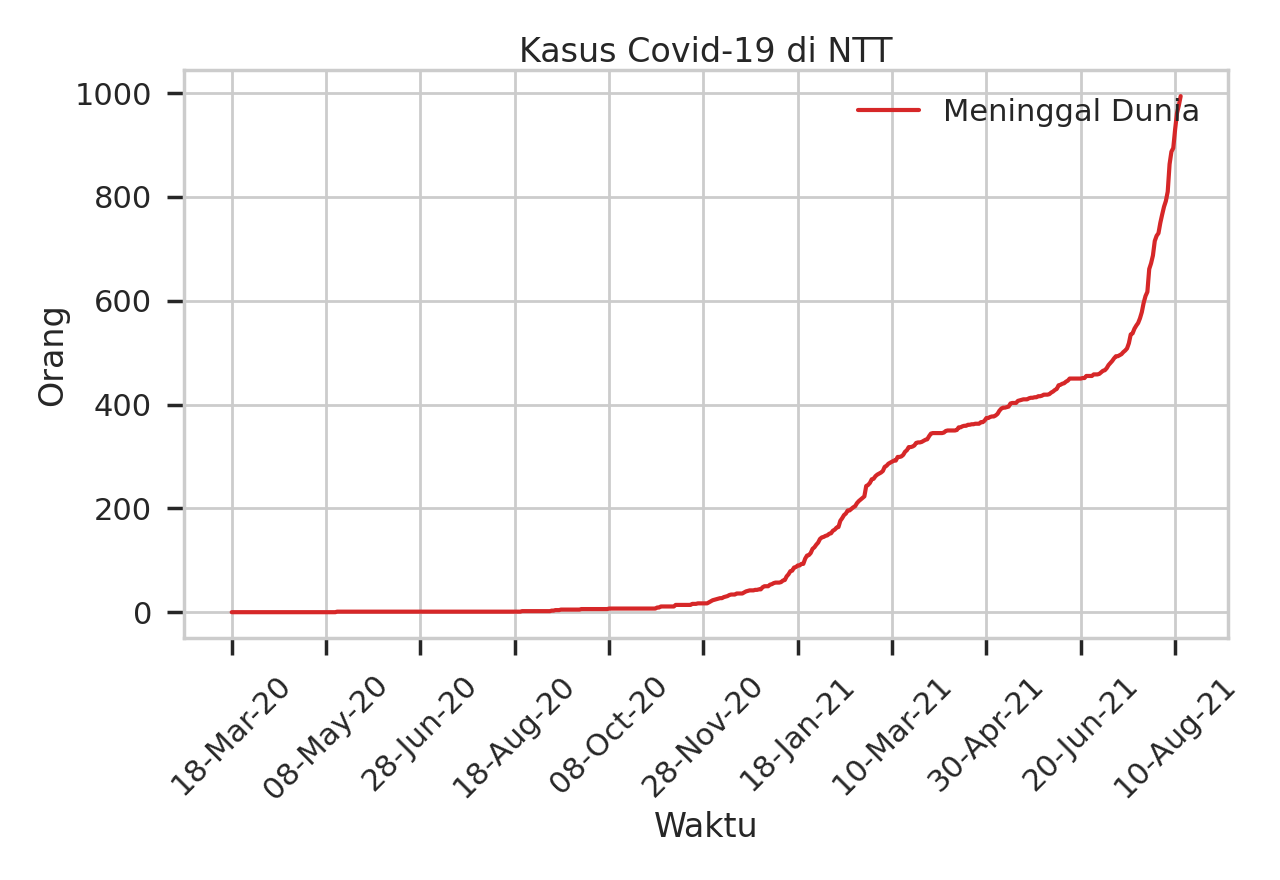 Kasus Covid-19 di NTT
Meninggal Dunia
1000
800
600
400
200
0
Orang
18-Mar-20
08-May-20
28-Jun-20
18-Aug-20
08-Oct-20
28-Nov-20
18-Jan-21
10-Mar-21
30-Apr-21
20-Jun-21
10-Aug-21
Waktu